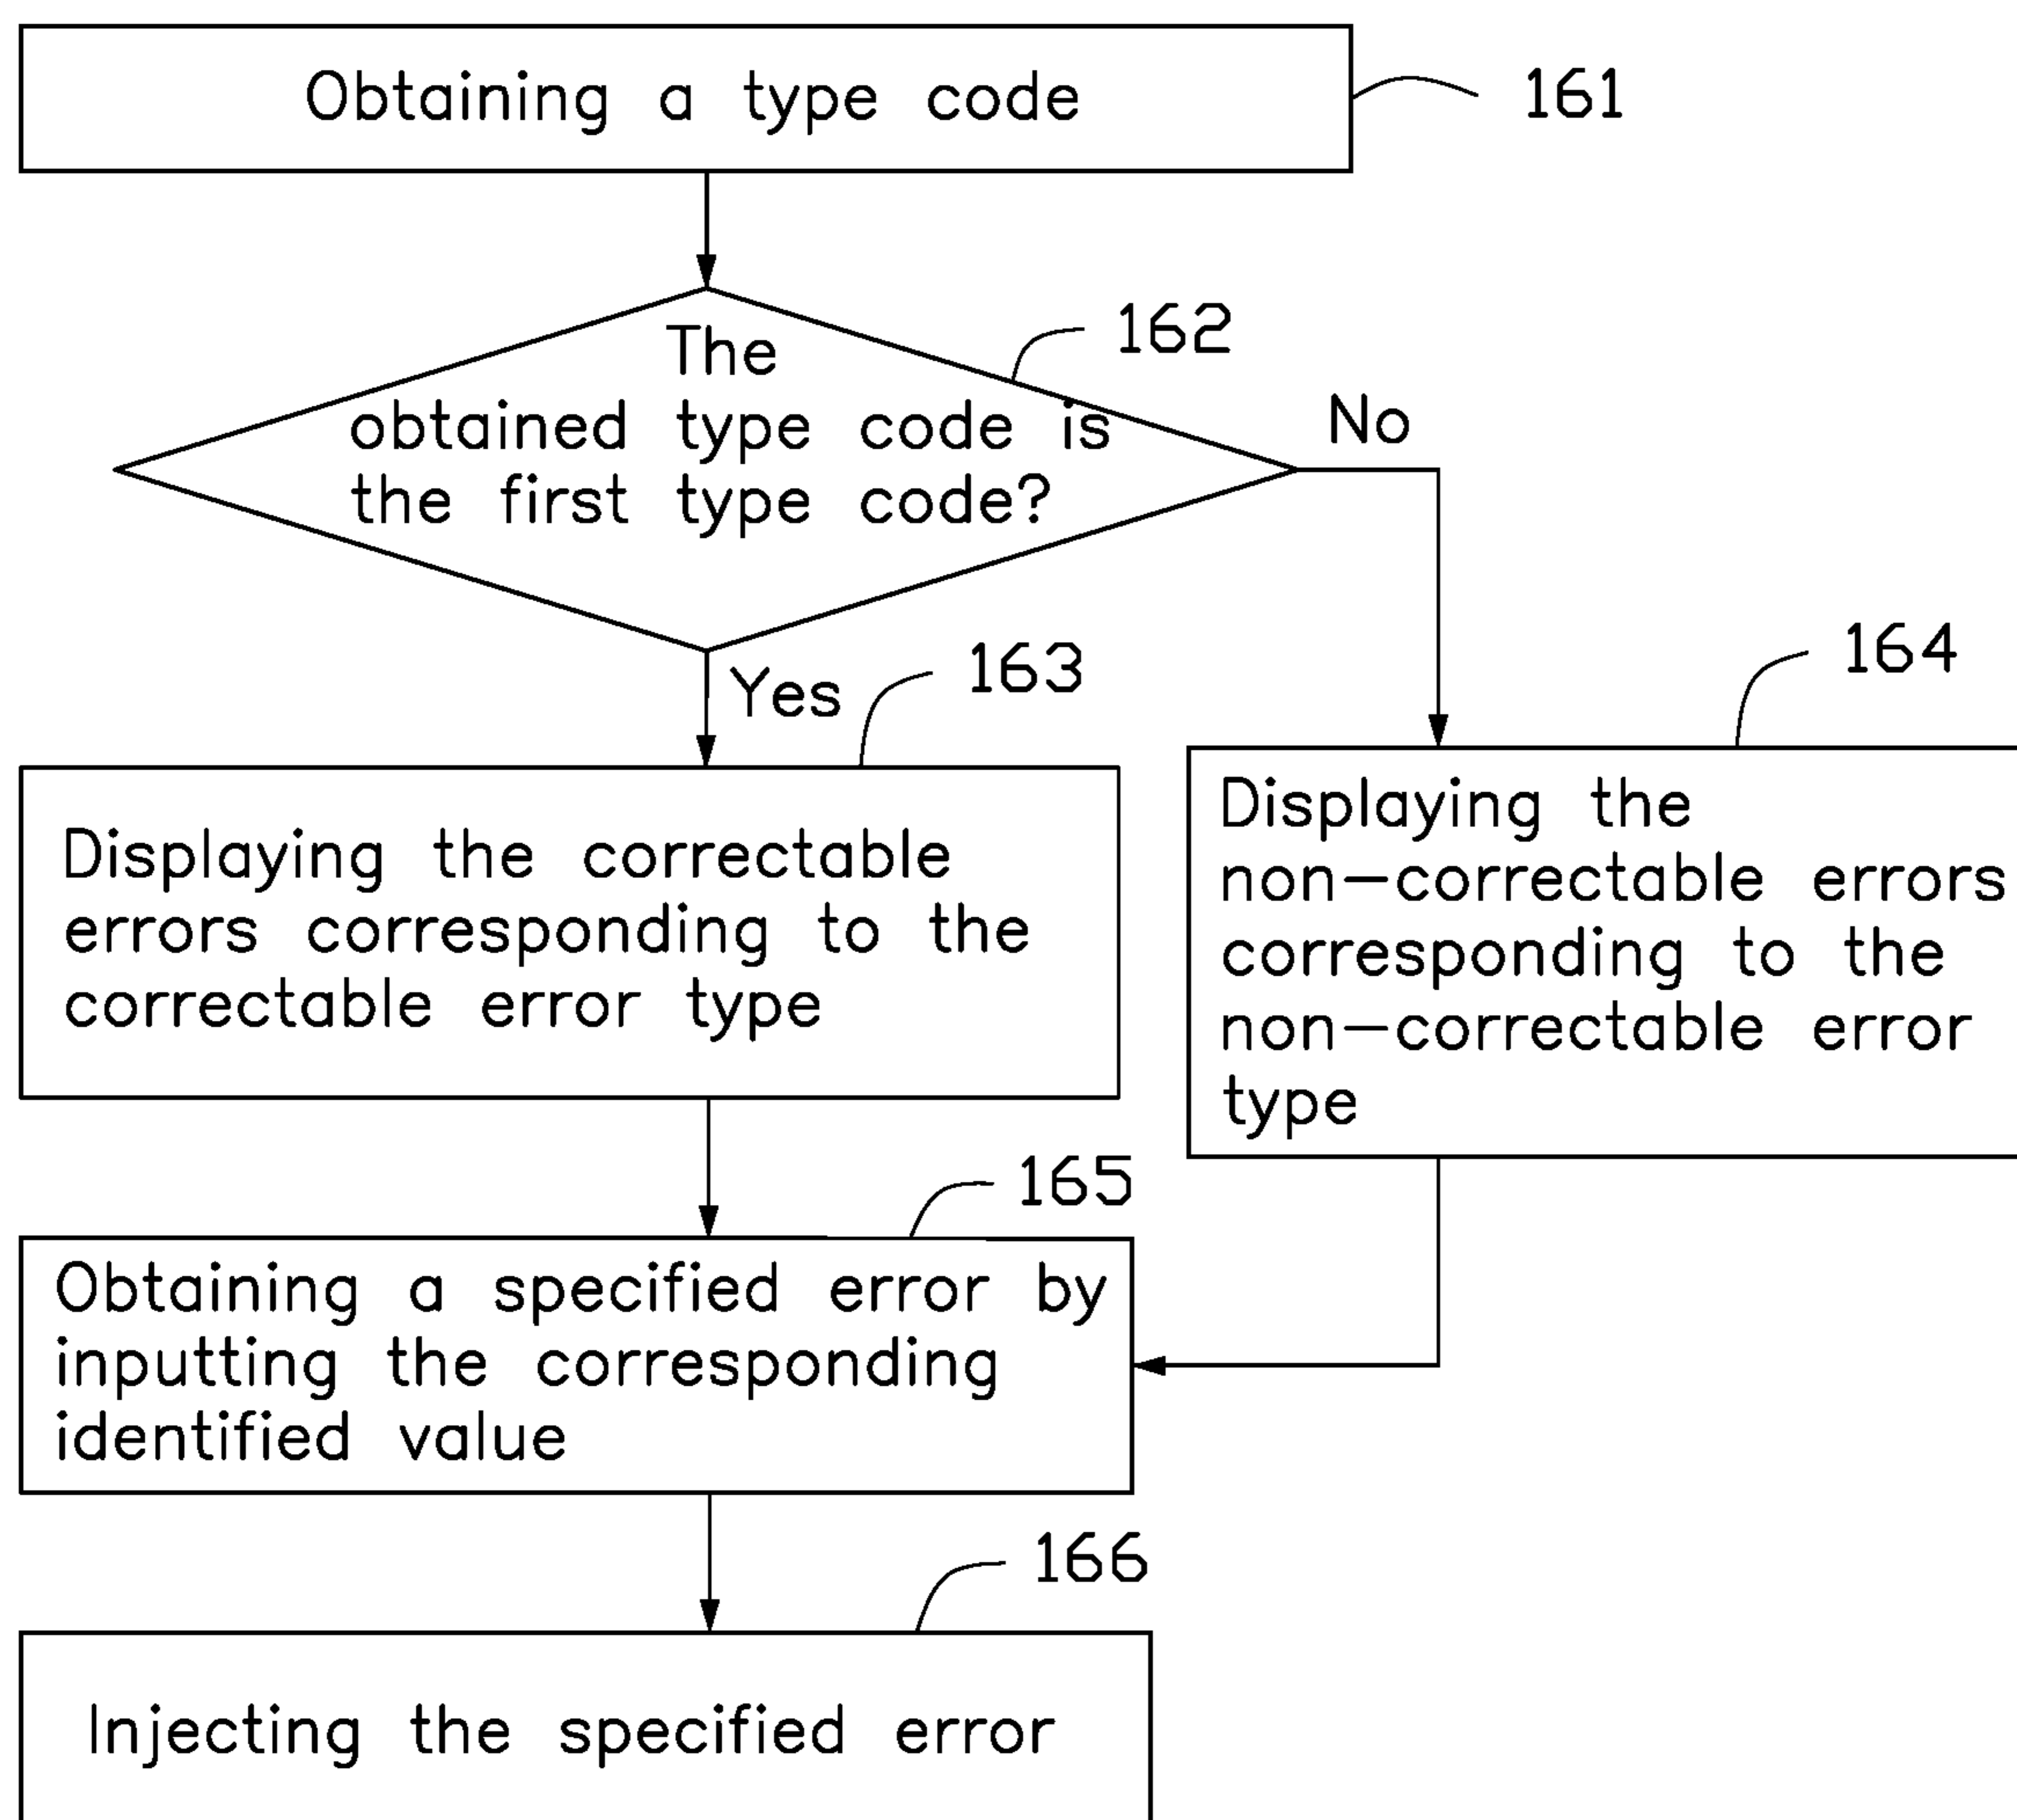 Obtaining a type code
161
The
obtained type code is
the first type code?
162
No
Yes
163
Displaying the correctable
errors corresponding to the
correctable error type
164
Displaying the
non-correctable errors
corresponding to the
non-correctable error
type
165
Obtaining a specified error by
inputting the corresponding
identified value
166
Injecting the specified error